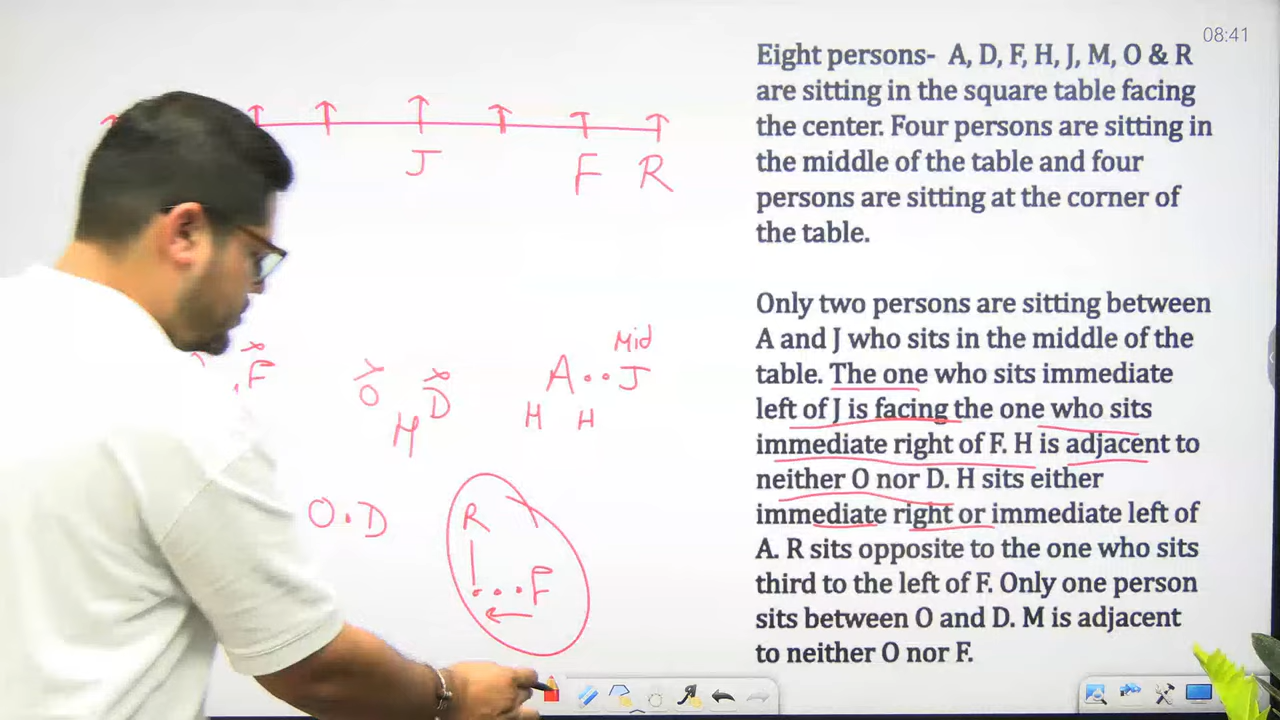 08:41
Eight persons- A, D, F, H, J, M, O & R
are sitting in the square table facing
the center. Four persons are sitting in
the middle of the table and four
persons are sitting at the corner of
the table.
Only two persons are sitting between
A and J who sits in the middle of the
table. The one who sits immediate
left of J is facing the one who sits
immediate right of F. H is adjacent to
neither O nor D. H sits either
immediate right or immediate left of
A. R sits opposite to the one who sits
third to the left of F. Only one person
sits between O and D. M is adjacent
to neither O nor F.
J F R
Mid
F O D A . . J
M H H
O . D
R
. . . F